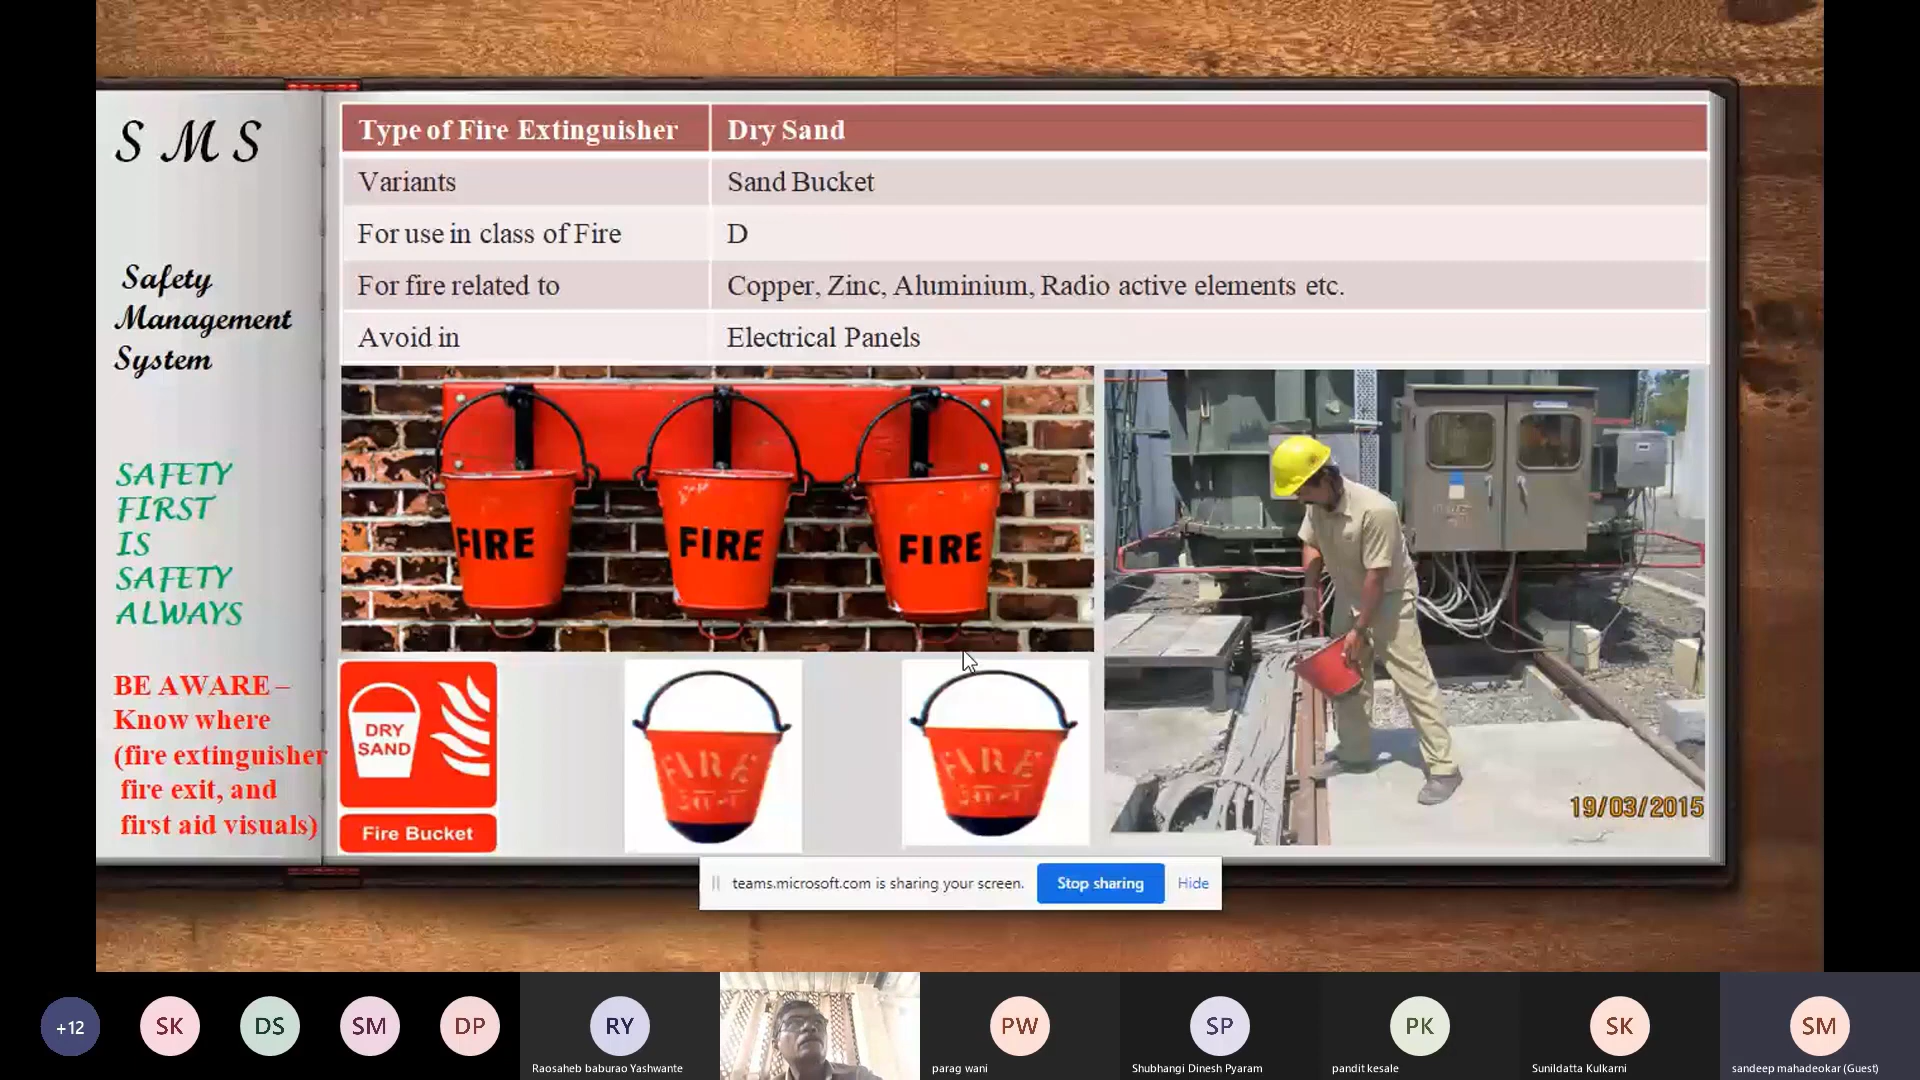 S M S
Safety
Management
System
SAFETY
FIRST
IS
SAFETY
ALWAYS
BE AWARE –
Know where
(fire extinguisher
fire exit, and
first aid visuals)
Type of Fire Extinguisher Dry Sand
Variants Sand Bucket
For use in class of Fire D
For fire related to Copper, Zinc, Aluminium, Radio active elements etc.
Avoid in Electrical Panels
FIRE FIRE FIRE
DRY
SAND
Fire Bucket
FIRE
FIRE
19/03/2015
teams.microsoft.com is sharing your screen. Stop sharing Hide
+12 SK DS SM DP RY PW SP PK SK SM
Raosaheb baburao Yashwante parag wani Shubhangi Dinesh Pyaram pandit kesale Sunildatta Kulkarni sandeep mahadeokar (Guest)